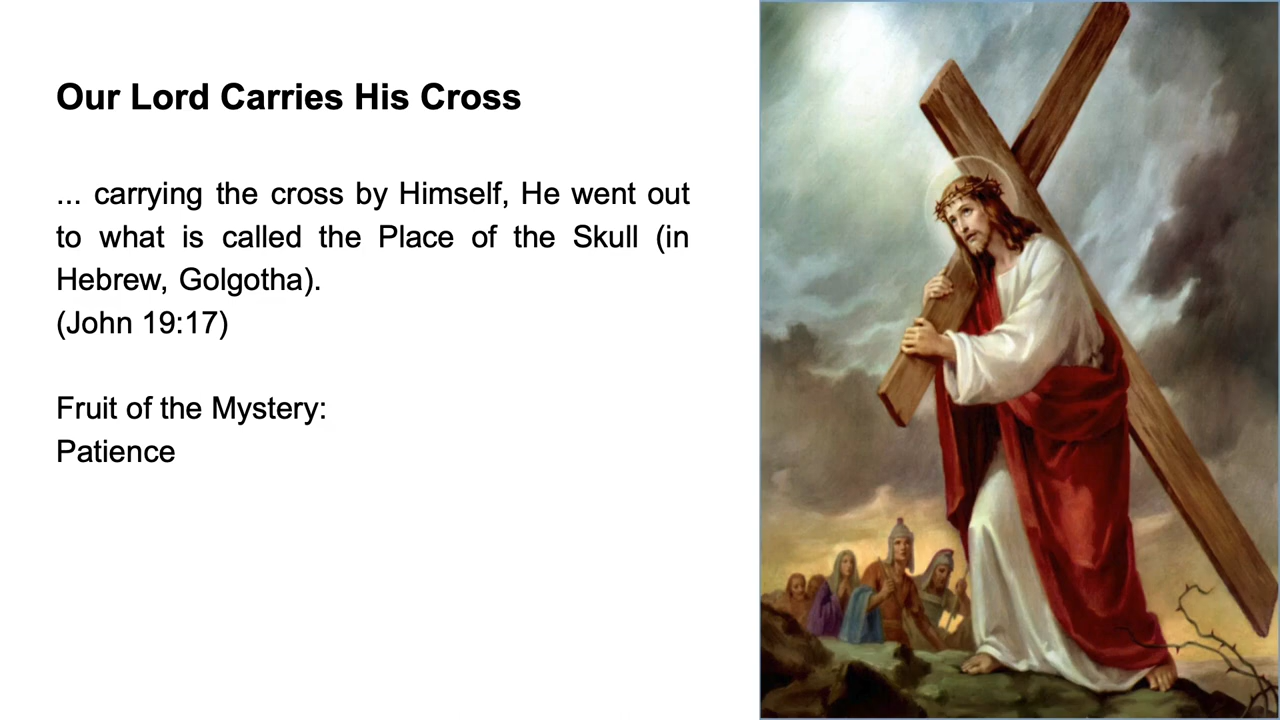 Our Lord Carries His Cross
... carrying the cross by Himself, He went out
to what is called the Place of the Skull (in
Hebrew, Golgotha).
(John 19:17)
Fruit of the Mystery:
Patience